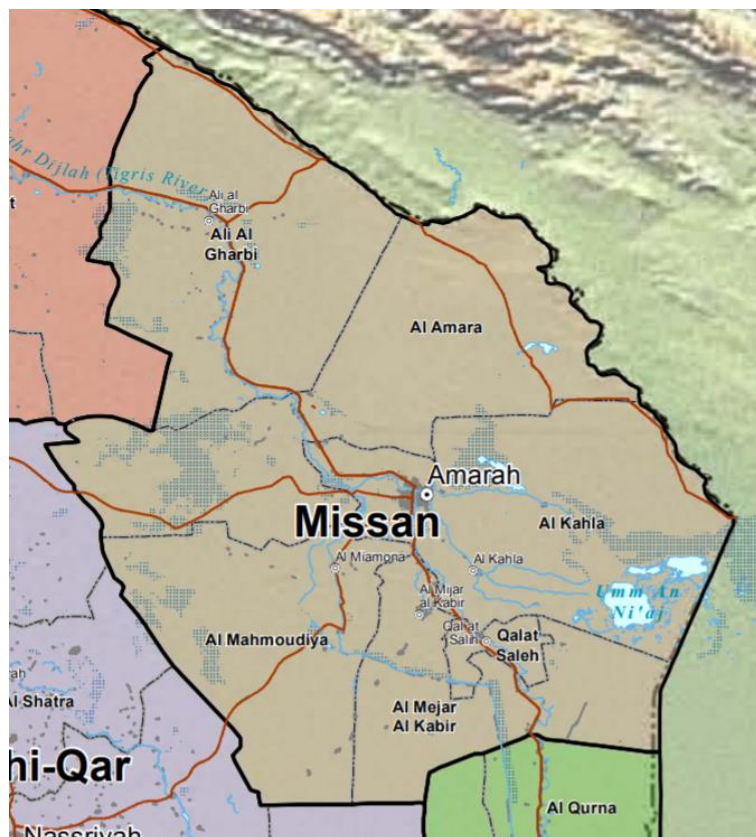 Nahr Dijlah (Tigris River
Ali al
Gharbi
Ali Al
Gharbi
Al Amara
Amarah
Missan
Al Kahla
Al Miamona
Al Kahla
Umm An
Ni'aj
Al Mijar
al Kabir
Qal'at
Salih
Qalat
Saleh
Al Mahmoudiya
Al Mejar
Al Kabir
Al Shatra
hi-Qar
Al Qurna
Nassriyah